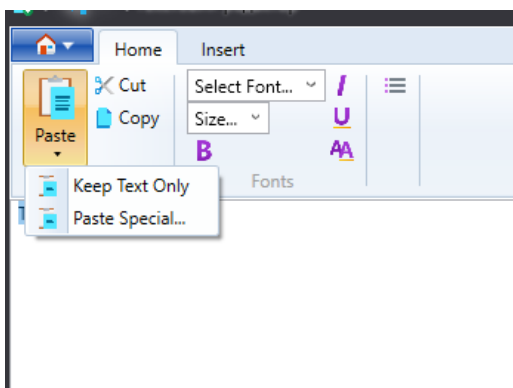 Home Insert
Cut
Select Font...
Copy
Size...
Paste
B
I
U
AA
Fonts
Keep Text Only
Paste Special...